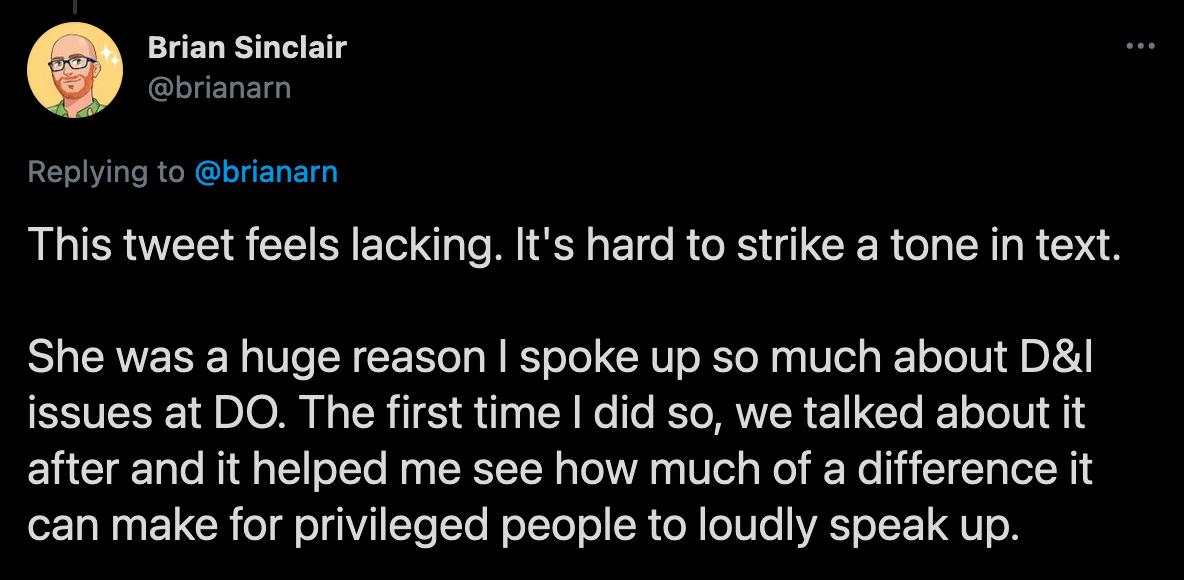 Brian Sinclair
@brianarn
Replying to @brianarn
This tweet feels lacking. It's hard to strike a tone in text.
She was a huge reason I spoke up so much about D&I
issues at DO. The first time I did so, we talked about it
after and it helped me see how much of a difference it
can make for privileged people to loudly speak up.